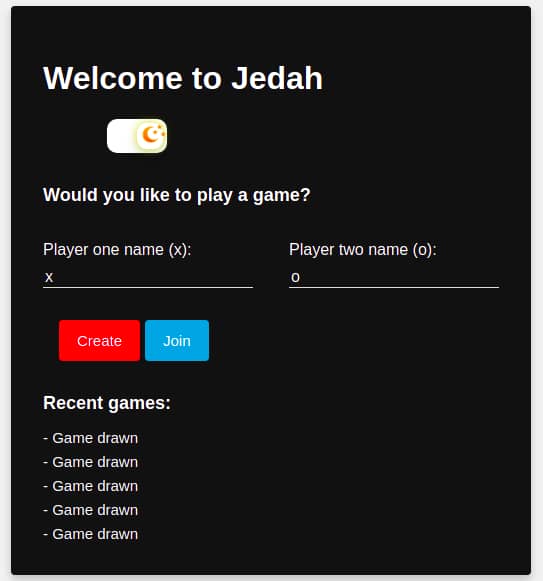 Welcome to Jedah
Would you like to play a game?
Player one name (x): Player two name (o):
x o
Create Join
Recent games:
- Game drawn
- Game drawn
- Game drawn
- Game drawn
- Game drawn